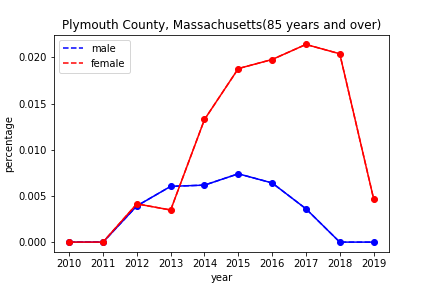 Plymouth County, Massachusetts(85 years and over)
male
female
percentage
0.020
0.015
0.010
0.005
0.000
2010 2011 2012 2013 2014 2015 2016 2017 2018 2019
year